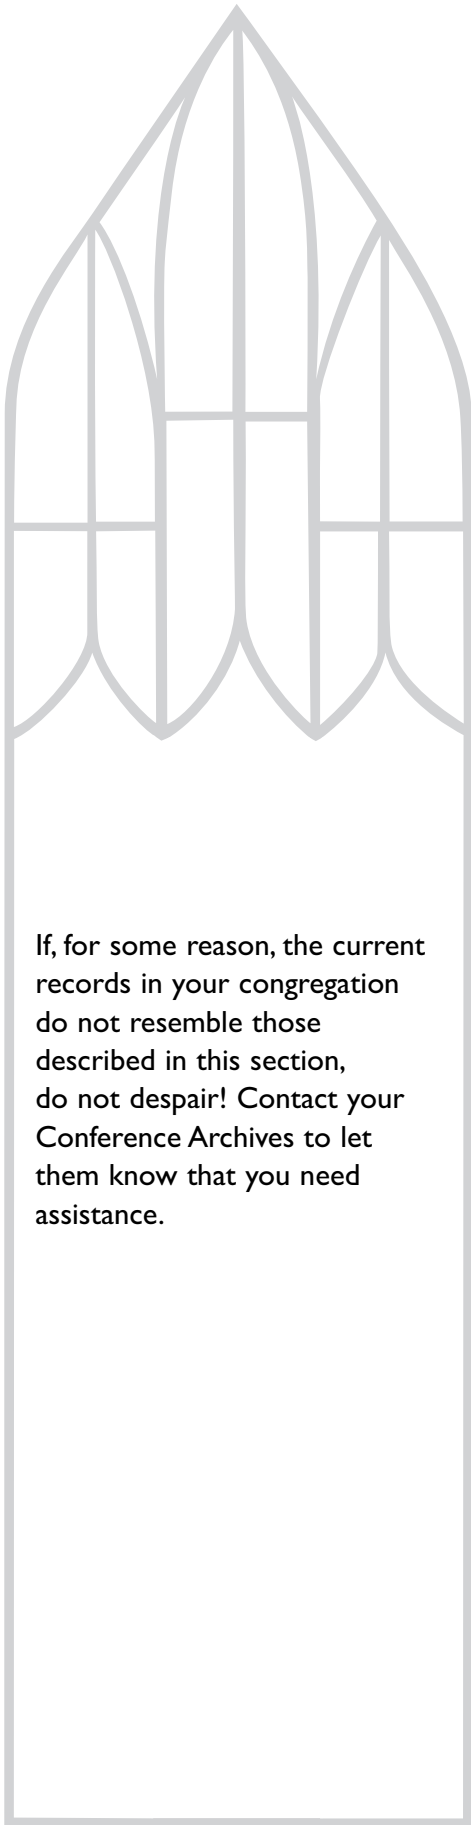 If, for some reason, the current
records in your congregation
do not resemble those
described in this section,
do not despair! Contact your
Conference Archives to let
them know that you need
assistance.